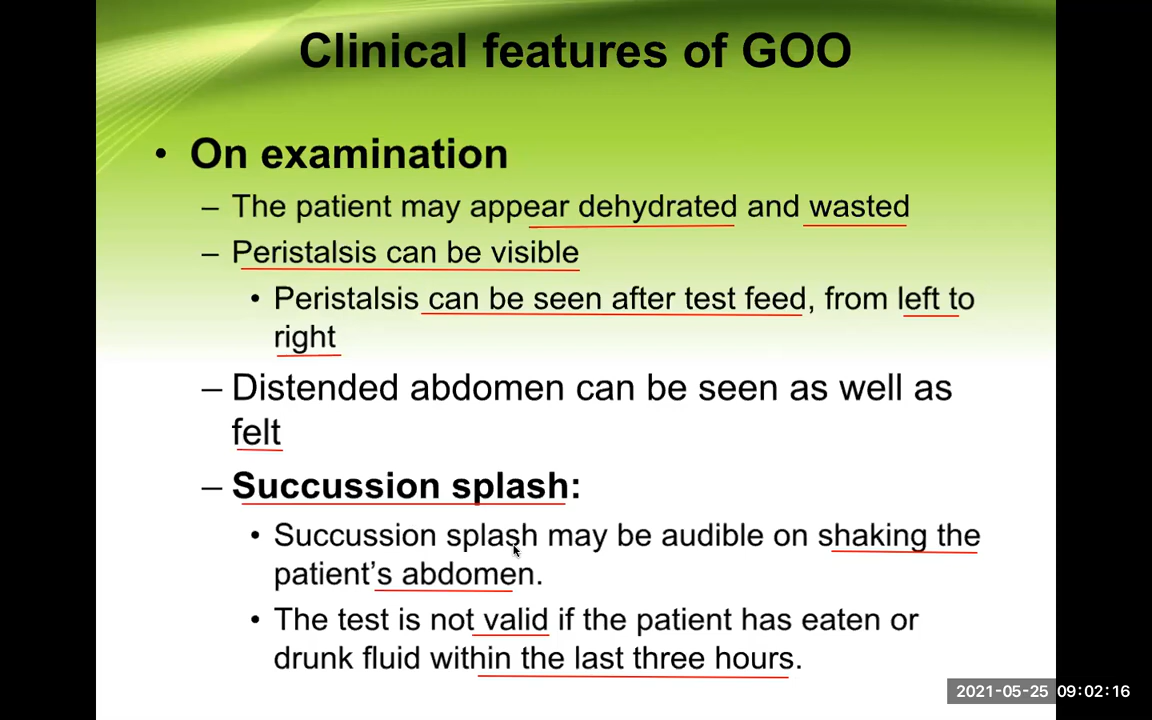 Clinical features of GOO
• On examination
– The patient may appear dehydrated and wasted
– Peristalsis can be visible
• Peristalsis can be seen after test feed, from left to
right
– Distended abdomen can be seen as well as
felt
– Succussion splash:
• Succussion splash may be audible on shaking the
patient's abdomen.
• The test is not valid if the patient has eaten or
drunk fluid within the last three hours.
2021-05-25 09:02:16